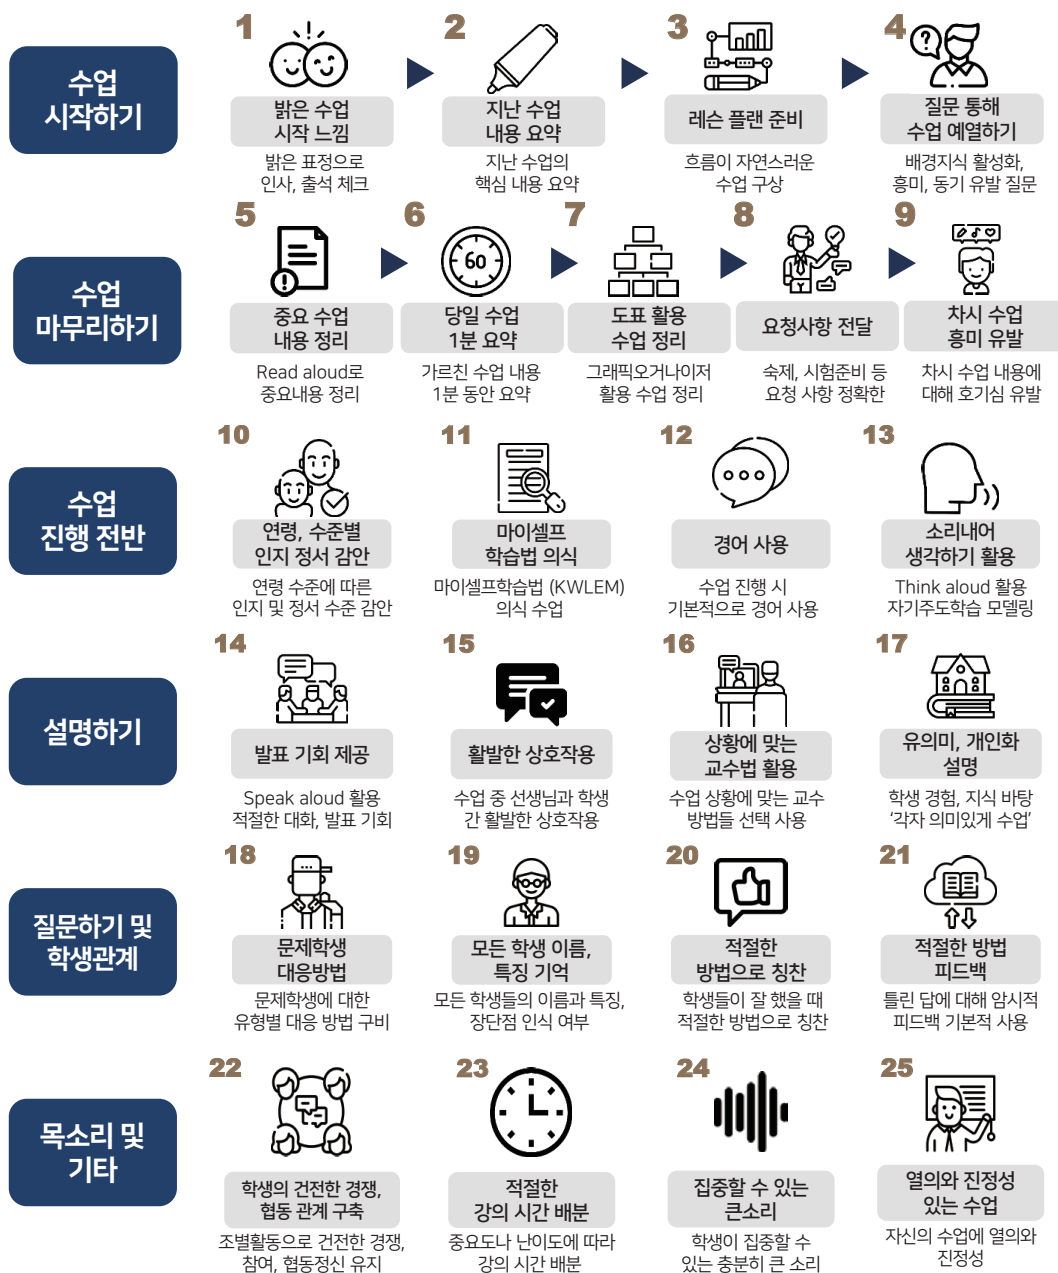 수업
시작하기
1
밝은 수업
시작 느낌
밝은 표정으로
인사, 출석 체크
2
지난 수업
내용 요약
지난 수업의
핵심 내용 요약
3
레슨 플랜 준비
흐름이 자연스러운
수업 구상
4
질문 통해
수업 예열하기
배경지식 활성화,
흥미, 동기 유발 질문
수업
마무리하기
5
중요 수업
내용 정리
Read aloud로
중요내용 정리
6
60
당일 수업
1분 요약
가르친 수업 내용
1분 동안 요약
7
도표 활용
수업 정리
그래픽오거나이저
활용 수업 정리
8
요청사항 전달
숙제, 시험준비 등
요청 사항 정확한
9
차시 수업
흥미 유발
차시 수업 내용에
대해 호기심 유발
수업
진행 전반
10
연령, 수준별
인지 정서 감안
연령 수준에 따른
인지 및 정서 수준 감안
11
마이셀프
학습법 의식
마이셀프학습법 (KWLEM)
의식 수업
12
경어 사용
수업 진행 시
기본적으로 경어 사용
13
소리내어
생각하기 활용
Think aloud 활용
자기주도학습 모델링
설명하기
14
발표 기회 제공
Speak aloud 활용
적절한 대화, 발표 기회
15
활발한 상호작용
수업 중 선생님과 학생
간 활발한 상호작용
16
상황에 맞는
교수법 활용
수업 상황에 맞는 교수
방법들 선택 사용
17
유의미, 개인화
설명
학생 경험, 지식 바탕
‘각자 의미있게 수업’
질문하기 및
학생관계
18
문제학생
대응방법
문제학생에 대한
유형별 대응 방법 구비
19
모든 학생 이름,
특징 기억
모든 학생들의 이름과 특징,
장단점 인식 여부
20
적절한
방법으로 칭찬
학생들이 잘 했을 때
적절한 방법으로 칭찬
21
적절한 방법
피드백
틀린 답에 대해 암시적
피드백 기본적 사용
목소리 및
기타
22
학생의 건전한 경쟁,
협동 관계 구축
조별활동으로 건전한 경쟁,
참여, 협동정신 유지
23
적절한
강의 시간 배분
중요도나 난이도에 따라
강의 시간 배분
24
집중할 수 있는
큰소리
학생이 집중할 수
있는 충분히 큰 소리
25
열의와 진정성
있는 수업
자신의 수업에 열의와
진정성